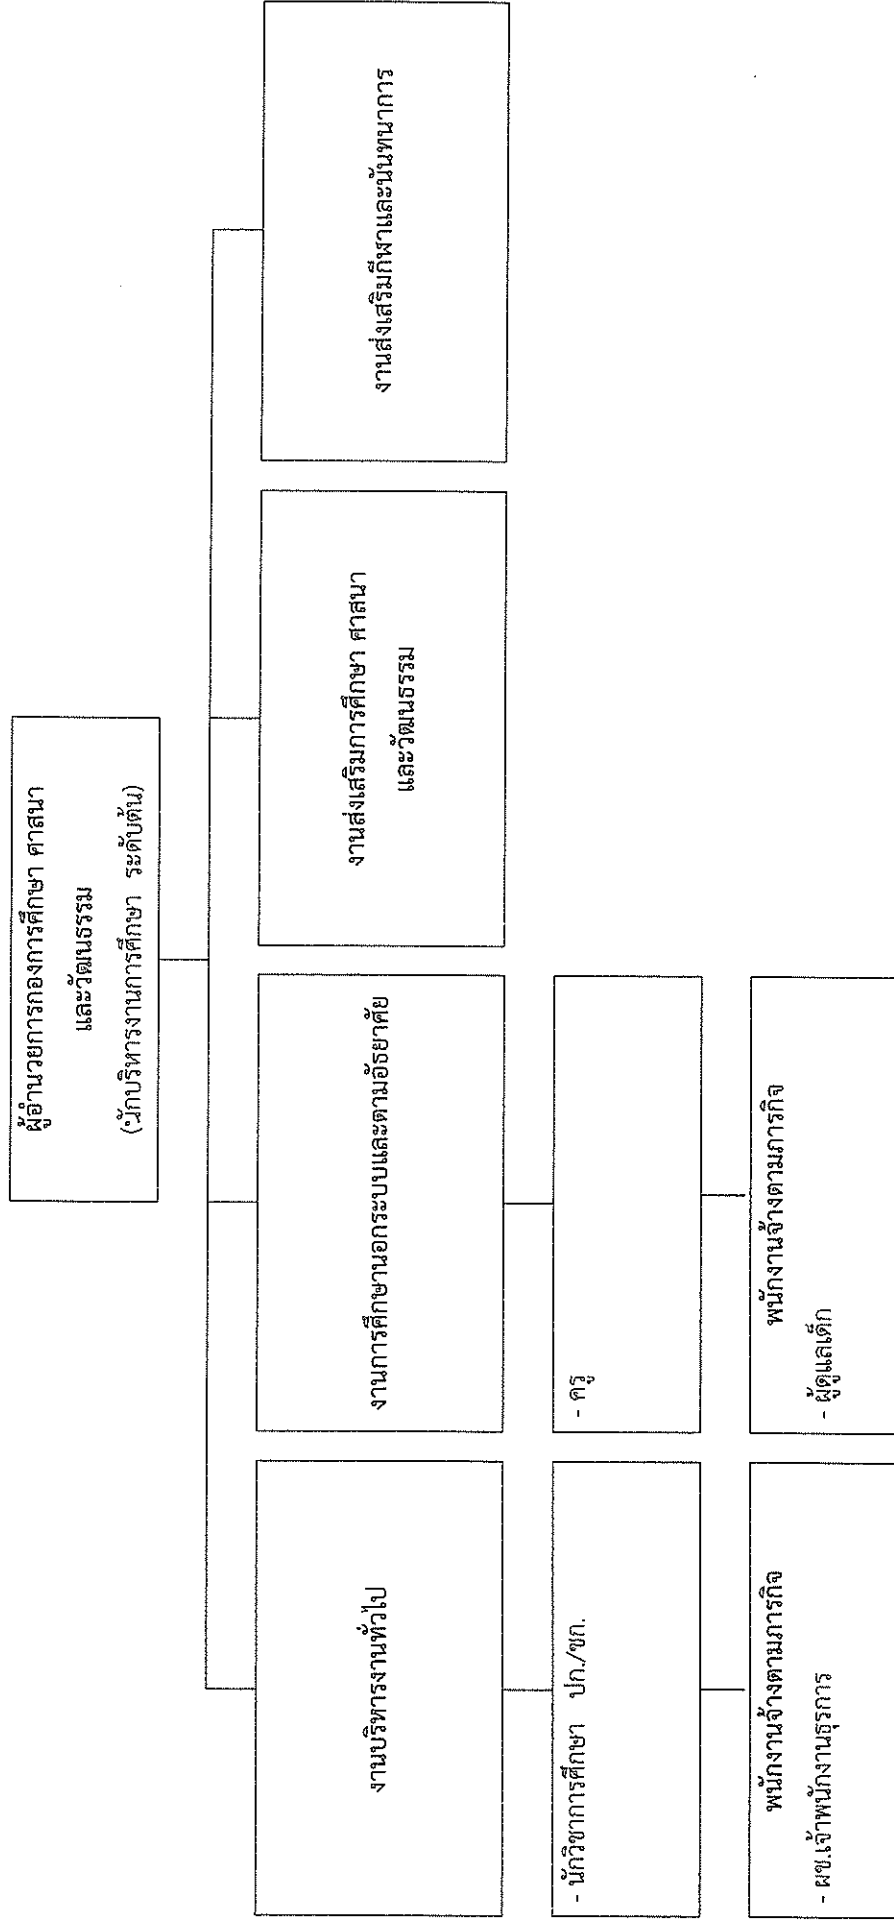 ผู้อำนวยการกองการศึกษา ศาสนา
และวัฒนธรรม
(นักบริหารงานการศึกษา ระดับต้น)
งานบริหารงานทั่วไป
งานการศึกษานอกระบบและตามอัธยาศัย
งานส่งเสริมการศึกษา ศาสนา
และวัฒนธรรม
งานส่งเสริมกีฬาและนันทนาการ
- นักวิชาการศึกษา ปก./ชก.
- ครู
พนักงานจ้างตามภารกิจ
- ผช.เจ้าพนักงานธุรการ
พนักงานจ้างตามภารกิจ
- ผู้ดูแลเด็ก